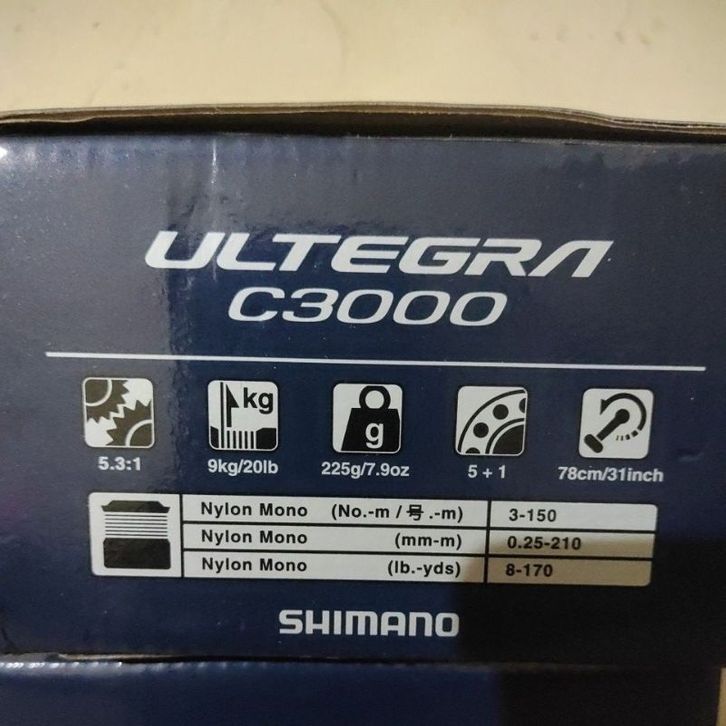 ULTEGRA
C3000
kg g
5.3:1 9kg/20lb 225g/7.9oz 5 + 1 78cm/31inch
Nylon Mono (No.-m / 号.-m) 3-150
Nylon Mono (mm-m) 0.25-210
Nylon Mono (lb.-yds) 8-170
SHIMANO